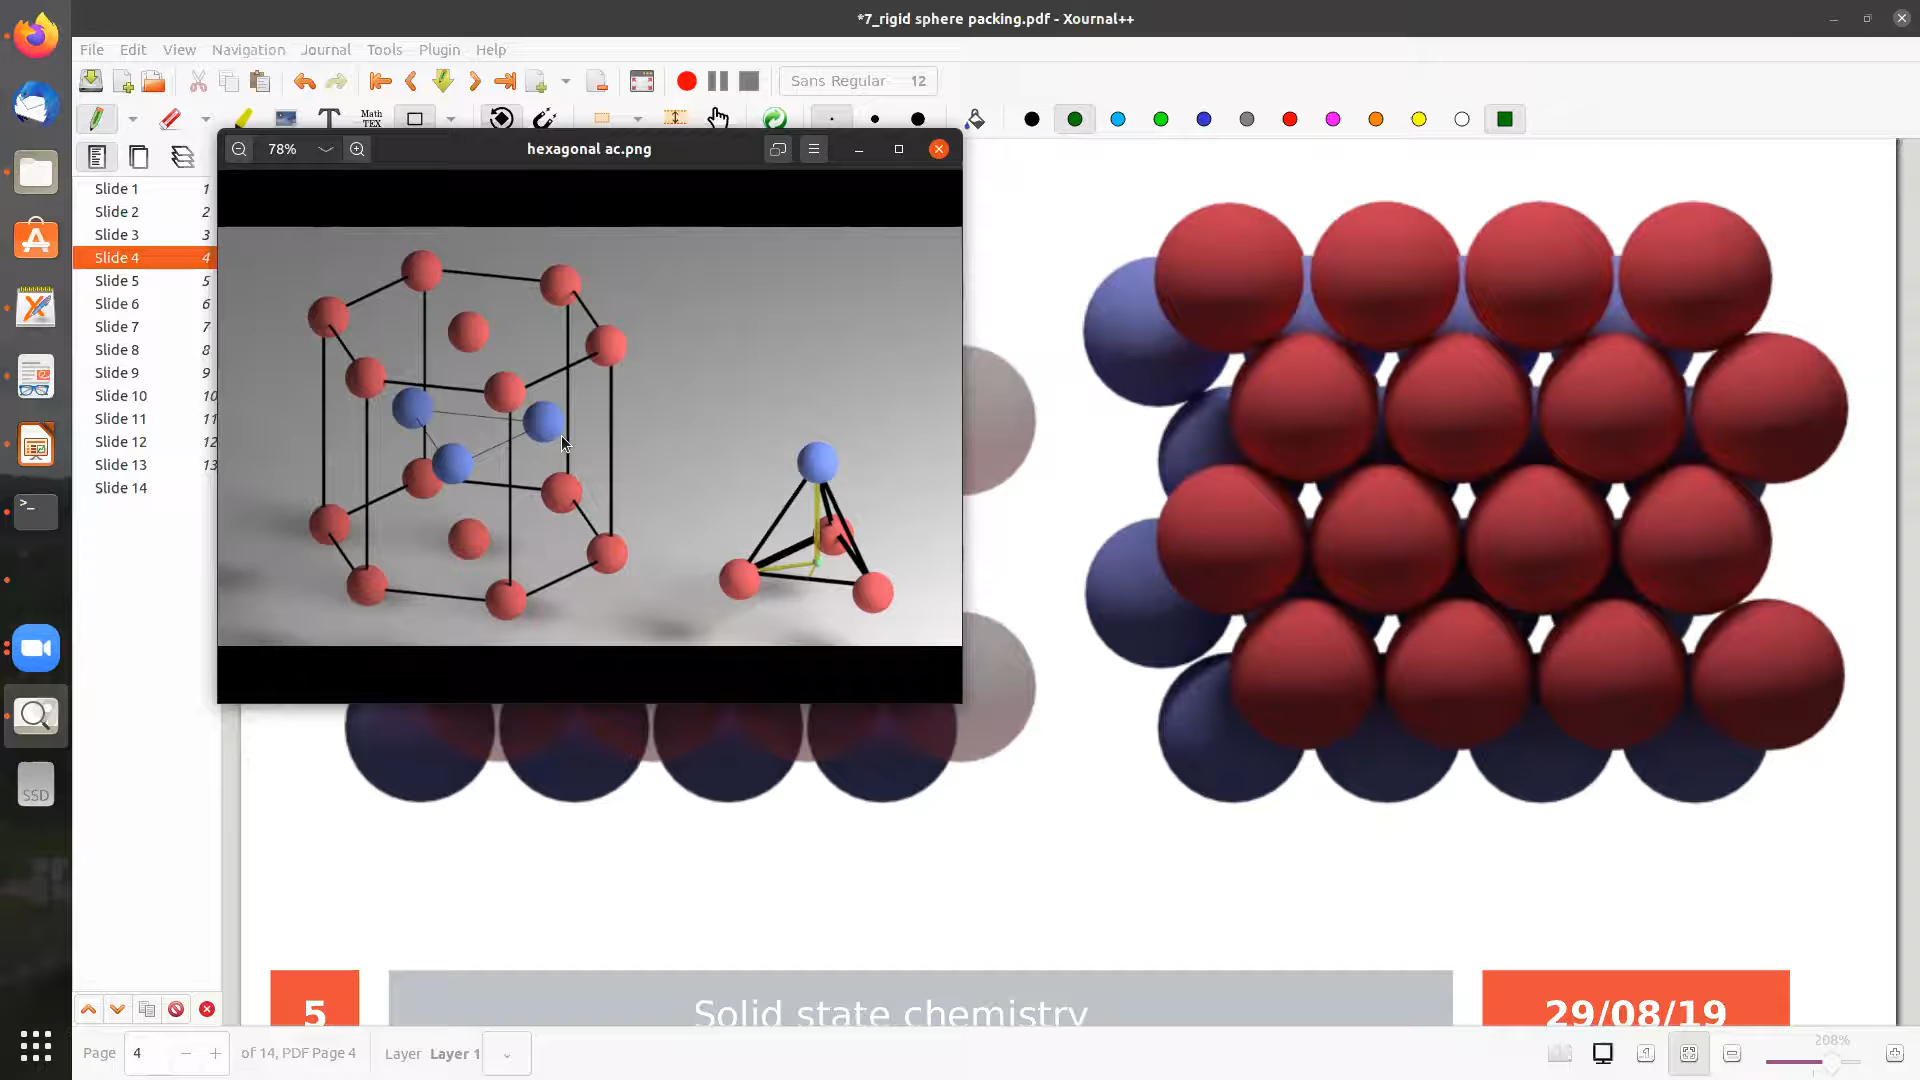 *7_rigid sphere packing.pdf - Xournal++
File Edit View Navigation Journal Tools Plugin Help
Sans Regular 12
T Math TEX
78% hexagonal ac.png
Slide 1 1
Slide 2 2
Slide 3 3
Slide 4 4
Slide 5 5
Slide 6 6
Slide 7 7
Slide 8 8
Slide 9 9
Slide 10 10
Slide 11 11
Slide 12 12
Slide 13 13
Slide 14
SSD
5 Solid state chemistry 29/08/19
Page 4 of 14, PDF Page 4 Layer Layer 1
208%